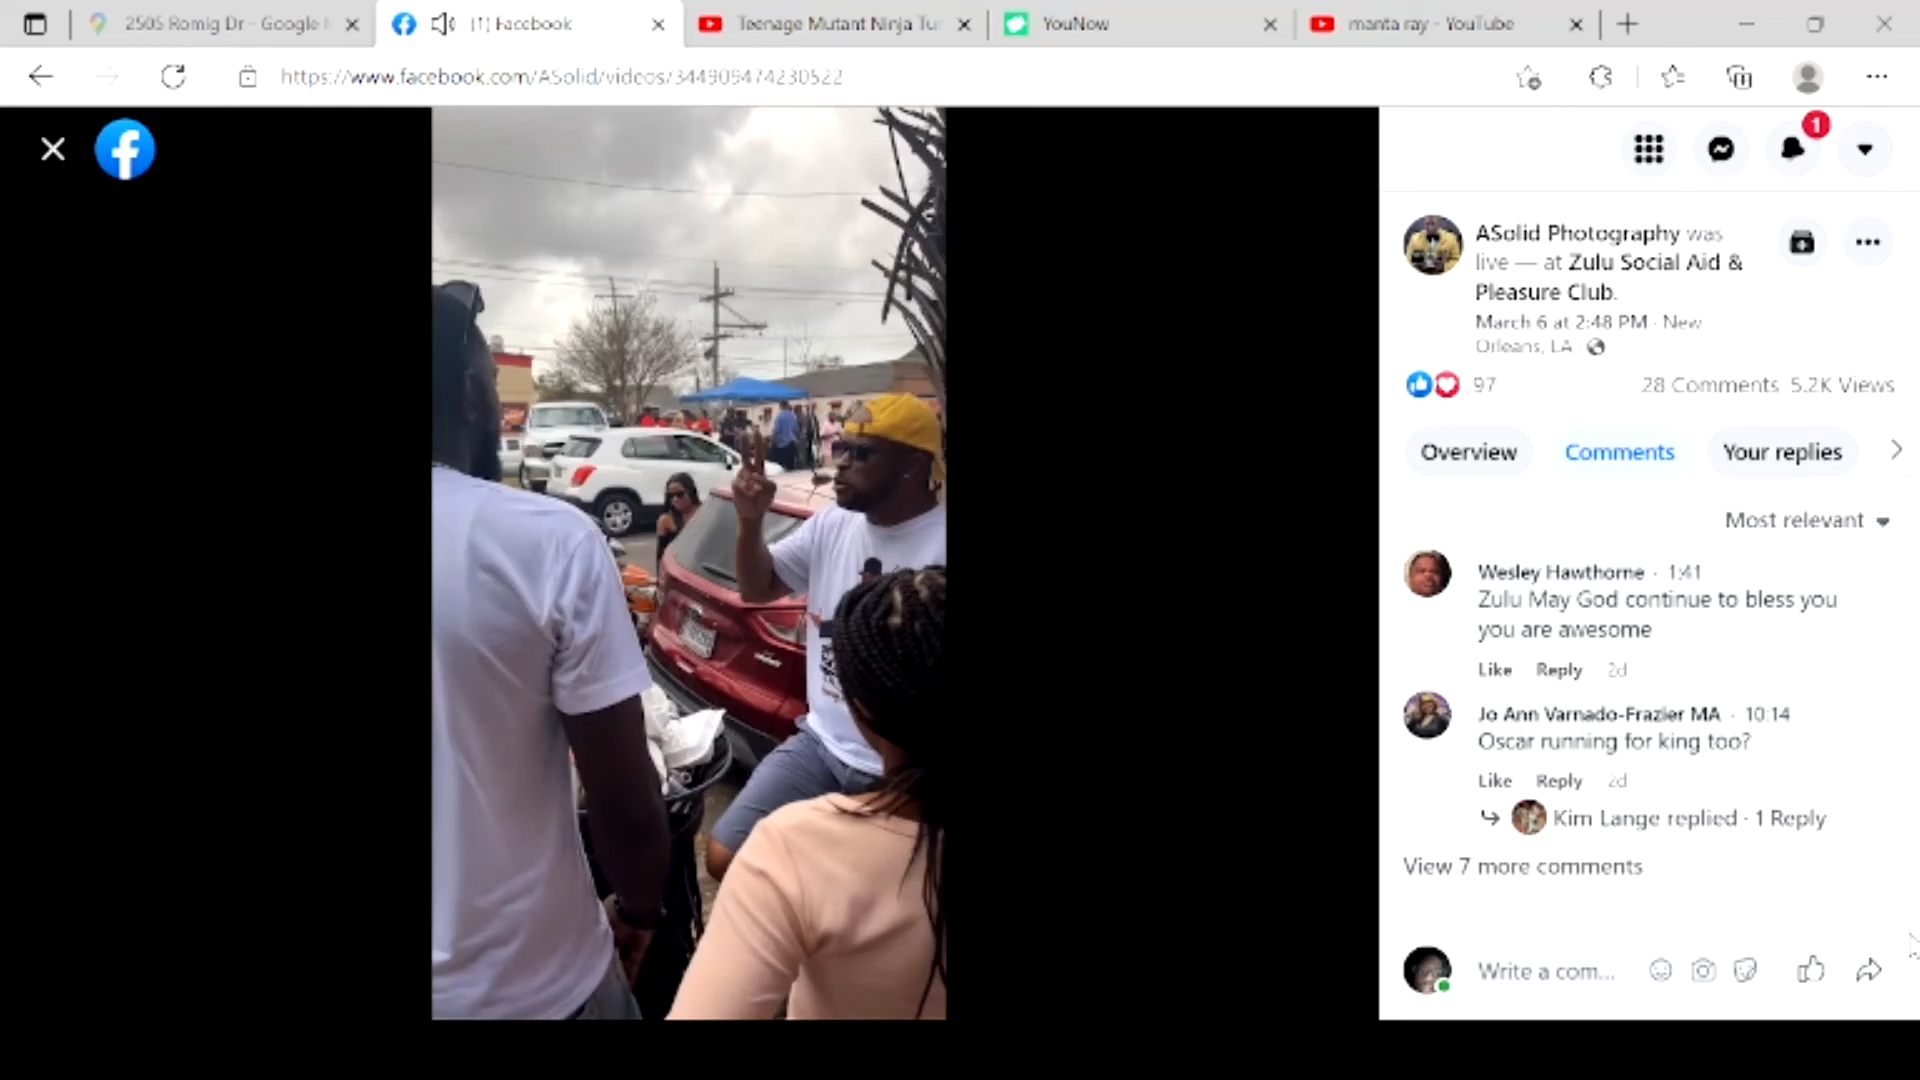 2505 Romig Dr - Google M
(1) Facebook
Teenage Mutant Ninja Tur
YouNow
manta ray - YouTube
https://www.facebook.com/ASolid/videos/344909474230522
1
ASolid Photography was
live — at Zulu Social Aid &
Pleasure Club.
March 6 at 2:48 PM · New
Orleans, LA ·
97
28 Comments 5.2K Views
Overview
Comments
Your replies
Most relevant
Wesley Hawthorne · 1:41
Zulu May God continue to bless you
you are awesome
Like Reply 2d
Jo Ann Varnado-Frazier MA · 10:14
Oscar running for king too?
Like Reply 2d
Kim Lange replied · 1 Reply
View 7 more comments
Write a com...